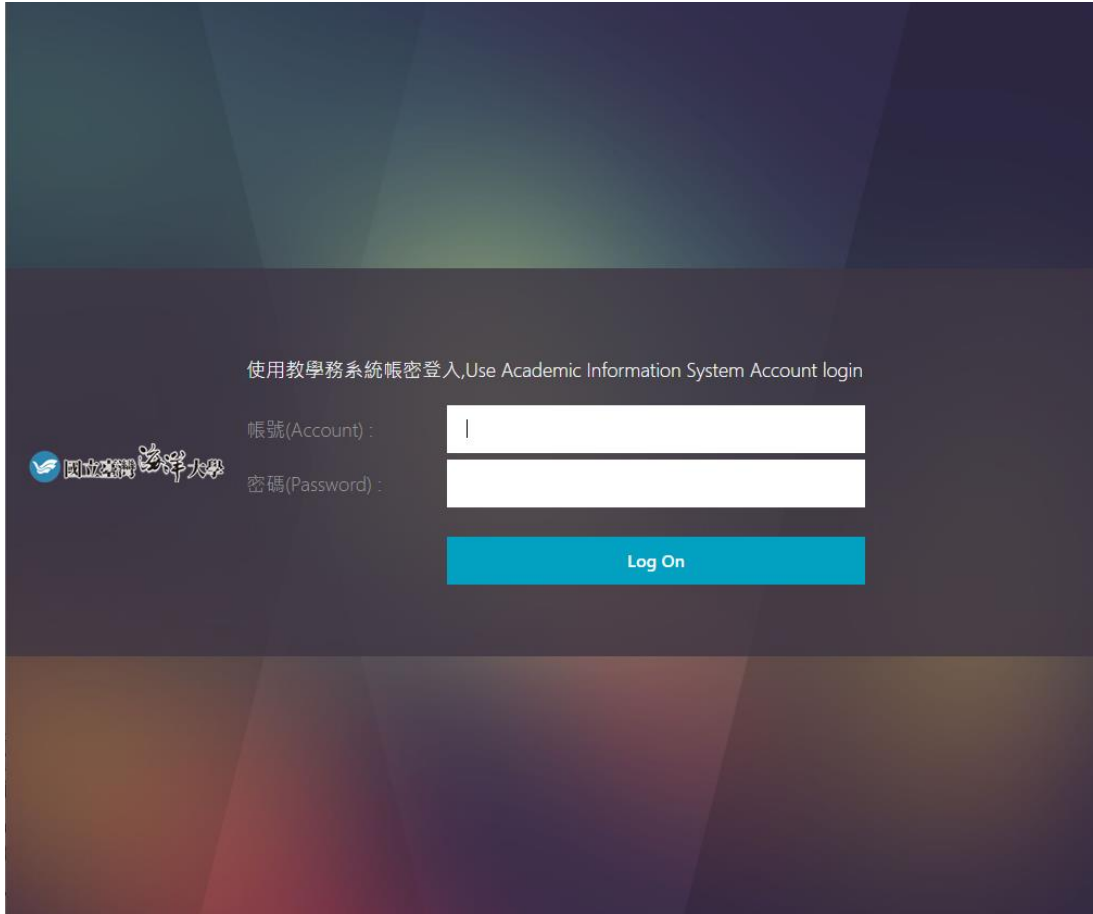 使用教學務系統帳密登入,Use Academic Information System Account login
帳號(Account) :
國立臺灣海洋大學
密碼(Password) :
Log On